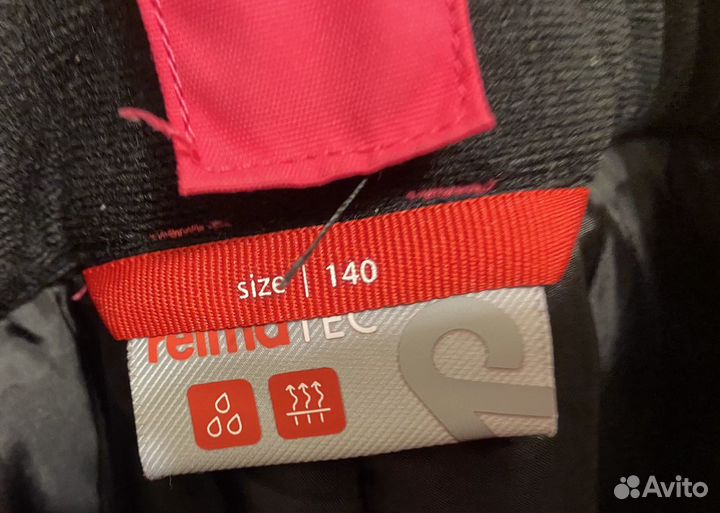 size | 140
reimaTEC
Avito